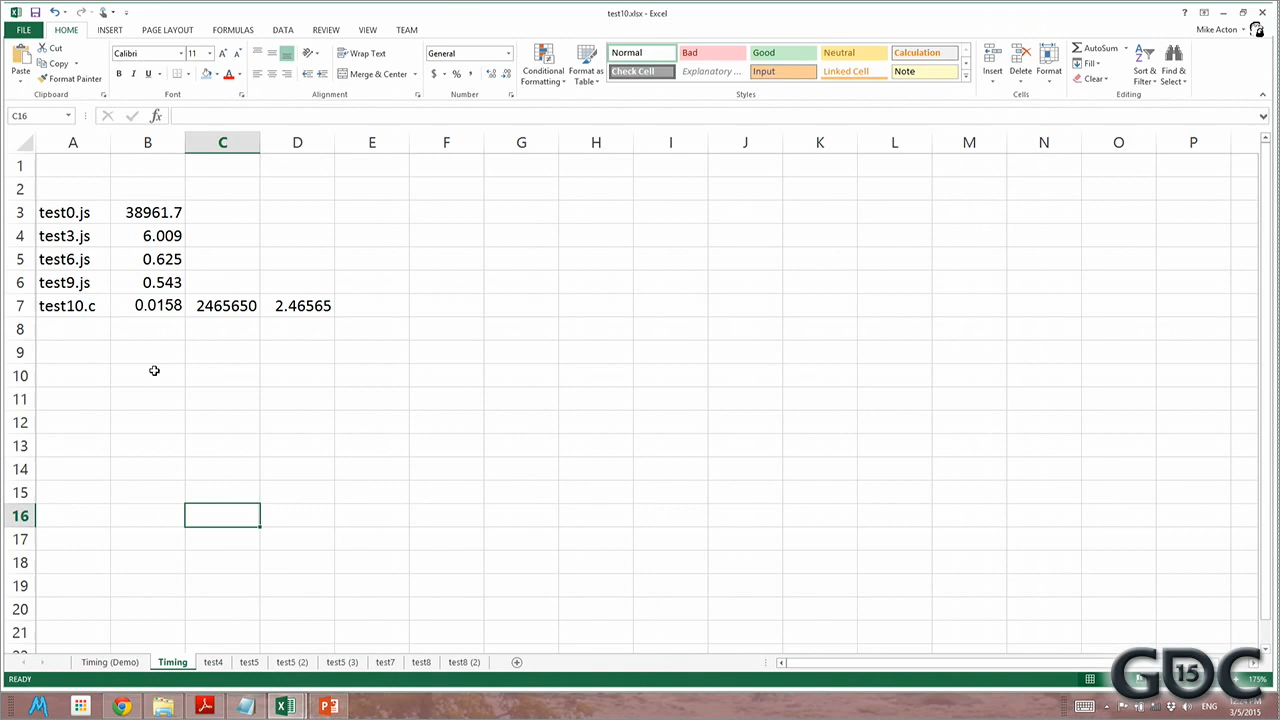 test10.xlsx - Excel
FILE HOME INSERT PAGE LAYOUT FORMULAS DATA REVIEW VIEW TEAM
Mike Acton
Paste
Cut
Copy
Format Painter
Clipboard
Calibri 11
B I U
Font
Wrap Text
Merge & Center
Alignment
General
$ % ,
Number
Conditional Formatting
Format as Table
Normal Bad Good Neutral Calculation
Check Cell Explanatory ... Input Linked Cell Note
Styles
Insert Delete Format
Cells
AutoSum
Fill
Clear
Sort & Filter
Find & Select
Editing
C16
fx
A B C D E F G H I J K L M N O P
1
2
3 test0.js 38961.7
4 test3.js 6.009
5 test6.js 0.625
6 test9.js 0.543
7 test10.c 0.0158 2465650 2.46565
8
9
10
11
12
13
14
15
16
17
18
19
20
21
Timing (Demo) Timing test4 test5 test5 (2) test5 (3) test7 test8 test8 (2)
READY
175%
GDC 15
ENG
3/5/2015